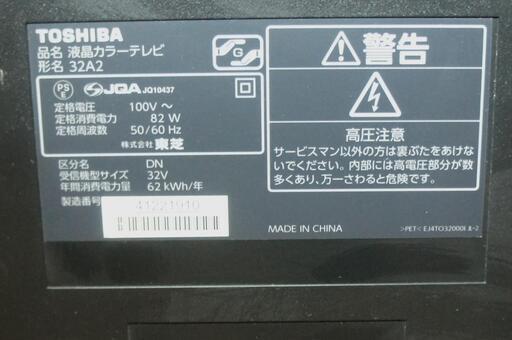 TOSHIBA
品名 液晶カラーテレビ
形名 32A2
PS
E
JQA JQ10437
定格電圧 100V ～
定格消費電力 82 W
定格周波数 50/60 Hz
株式会社 東芝
区分名 DN
受信機型サイズ 32V
年間消費電力量 62 kWh/年
製造番号 41221910
警告
高圧注意
サービスマン以外の方は裏ぶたをあけな
いでください。内部には高電圧部分が数
多くあり、万一さわると危険です。
MADE IN CHINA
>PET<